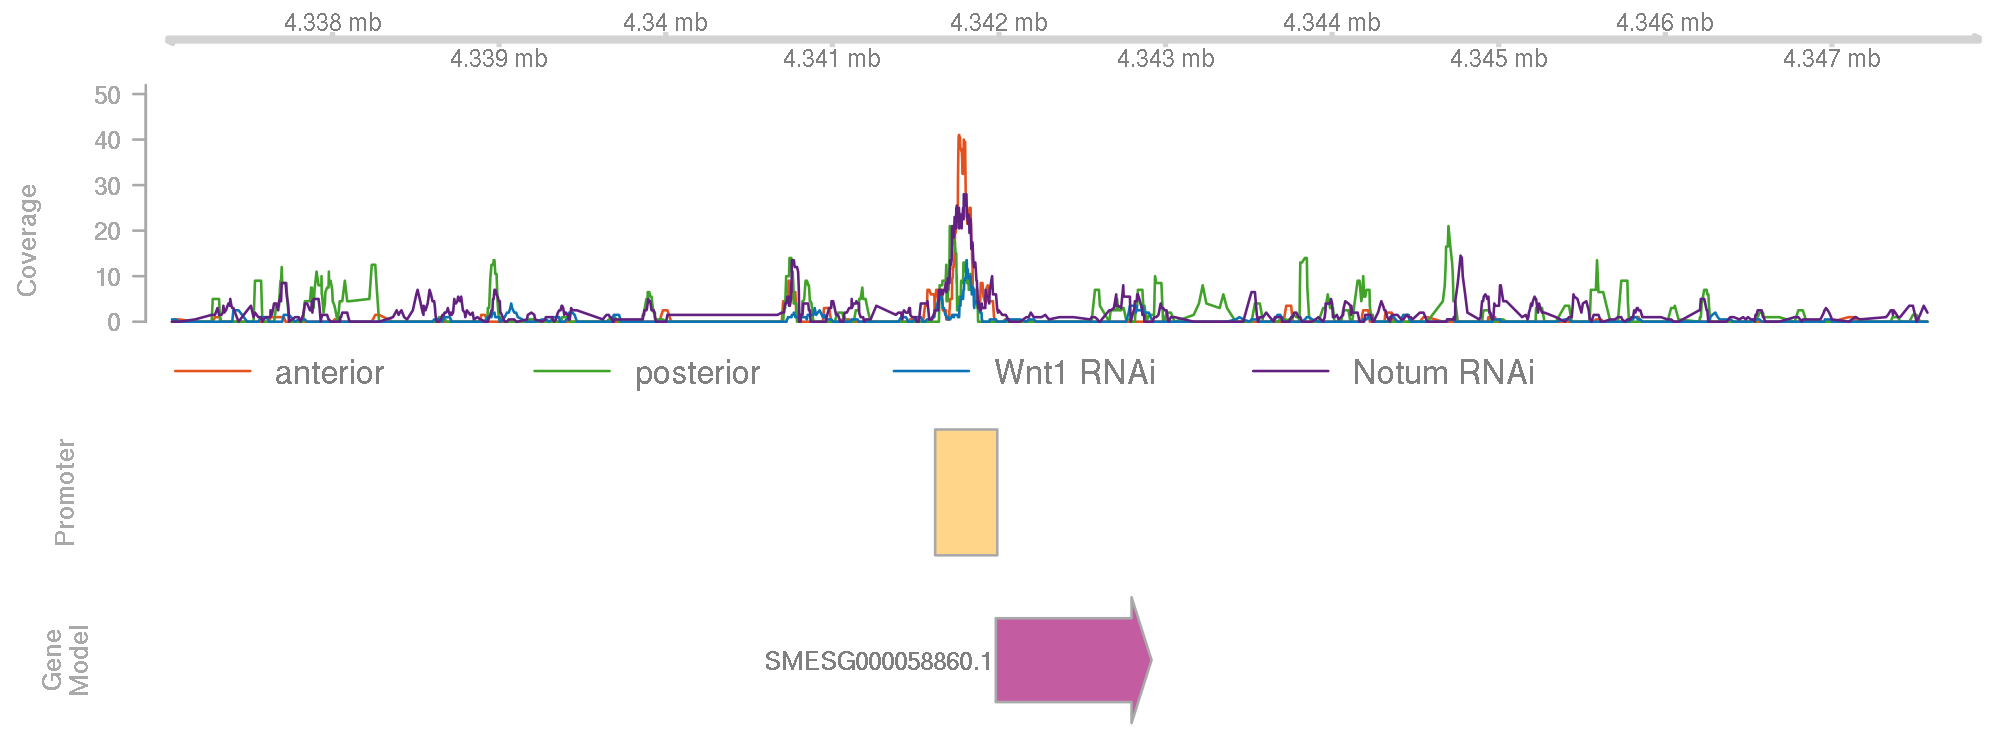 4.338 mb 4.34 mb 4.342 mb 4.344 mb 4.346 mb
4.339 mb 4.341 mb 4.343 mb 4.345 mb 4.347 mb
Coverage
50
40
30
20
10
0
anterior posterior Wnt1 RNAi Notum RNAi
Promoter
Gene
Model
SMESG000058860.1